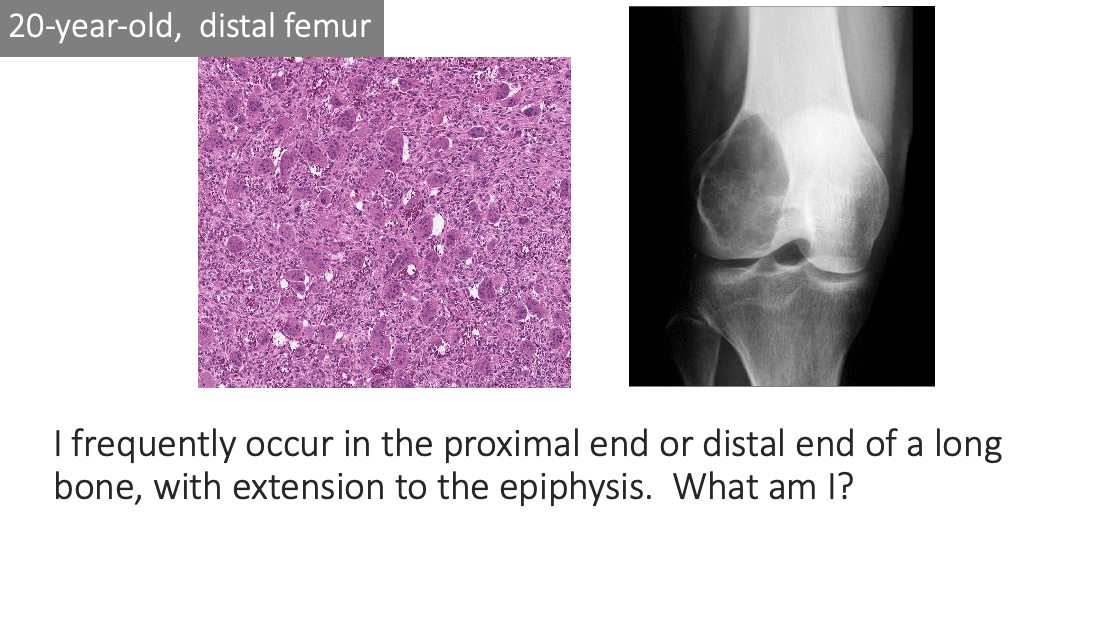 20-year-old,  distal femur
I frequently occur in the proximal end or distal end of a long
bone, with extension to the epiphysis.  What am I?